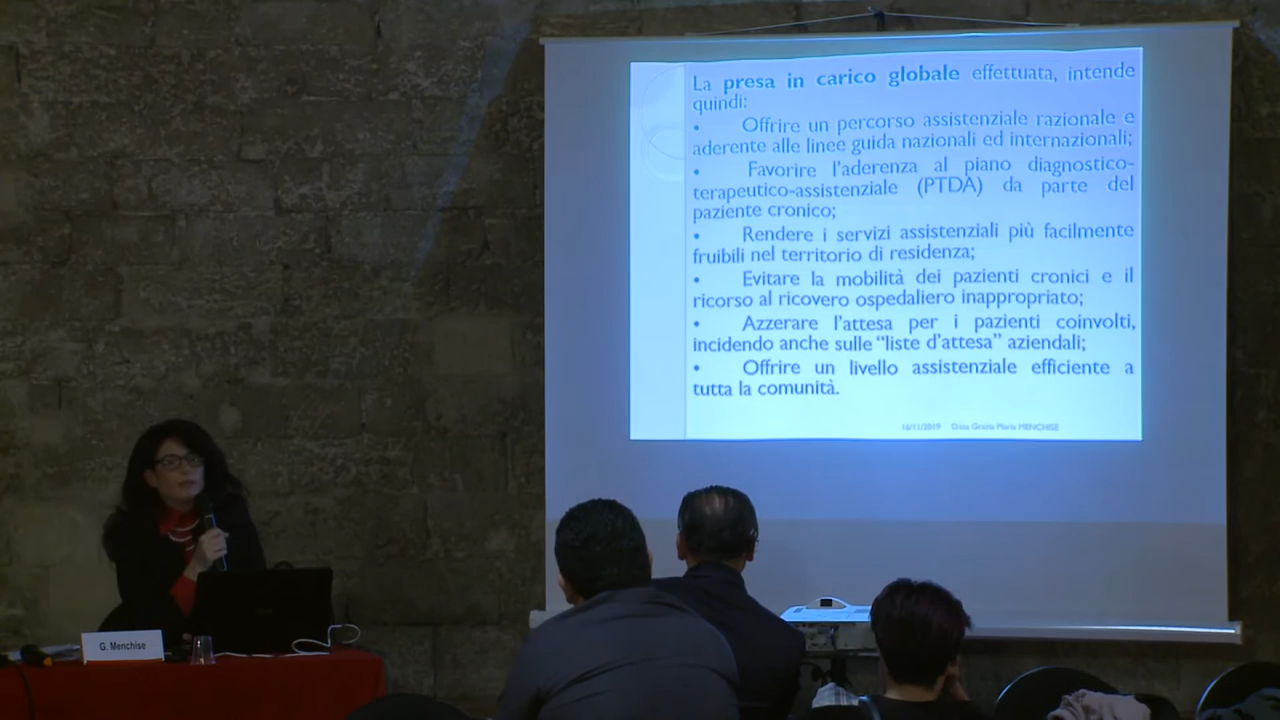 La presa in carico globale effettuata, intende
quindi:
• Offrire un percorso assistenziale razionale e
aderente alle linee guida nazionali ed internazionali;
• Favorire l'aderenza al piano diagnostico-
terapeutico-assistenziale (PTDA) da parte del
paziente cronico;
• Rendere i servizi assistenziali più facilmente
fruibili nel territorio di residenza;
• Evitare la mobilità dei pazienti cronici e il
ricorso al ricovero ospedaliero inappropriato;
• Azzerare l'attesa per i pazienti coinvolti,
incidendo anche sulle “liste d'attesa” aziendali;
• Offrire un livello assistenziale efficiente a
tutta la comunità.
16/11/2019 D.ssa Grazia Maria MENCHISE
G. Menchise